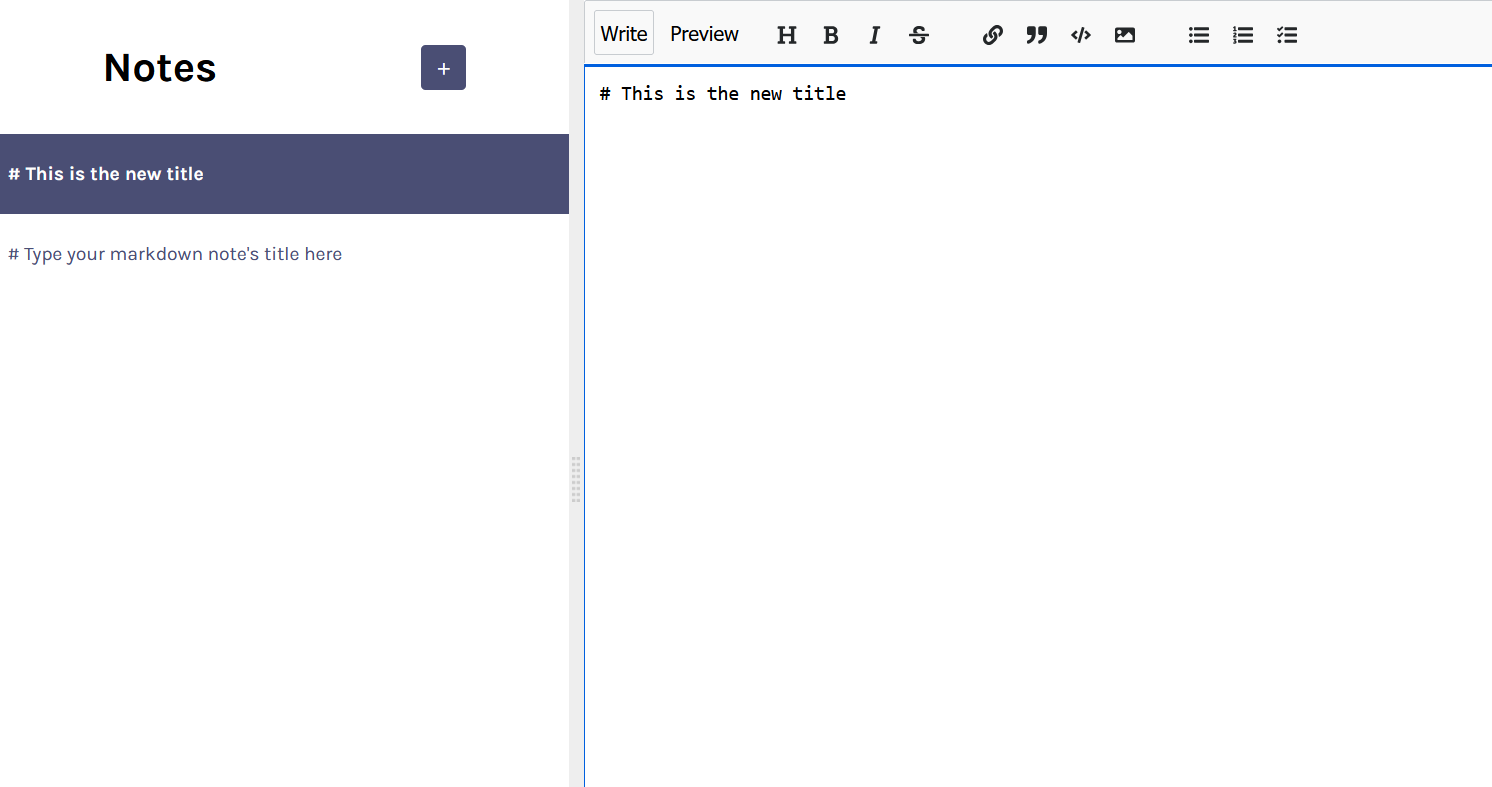 Notes
+
# This is the new title
# Type your markdown note's title here
Write Preview H B I S
# This is the new title